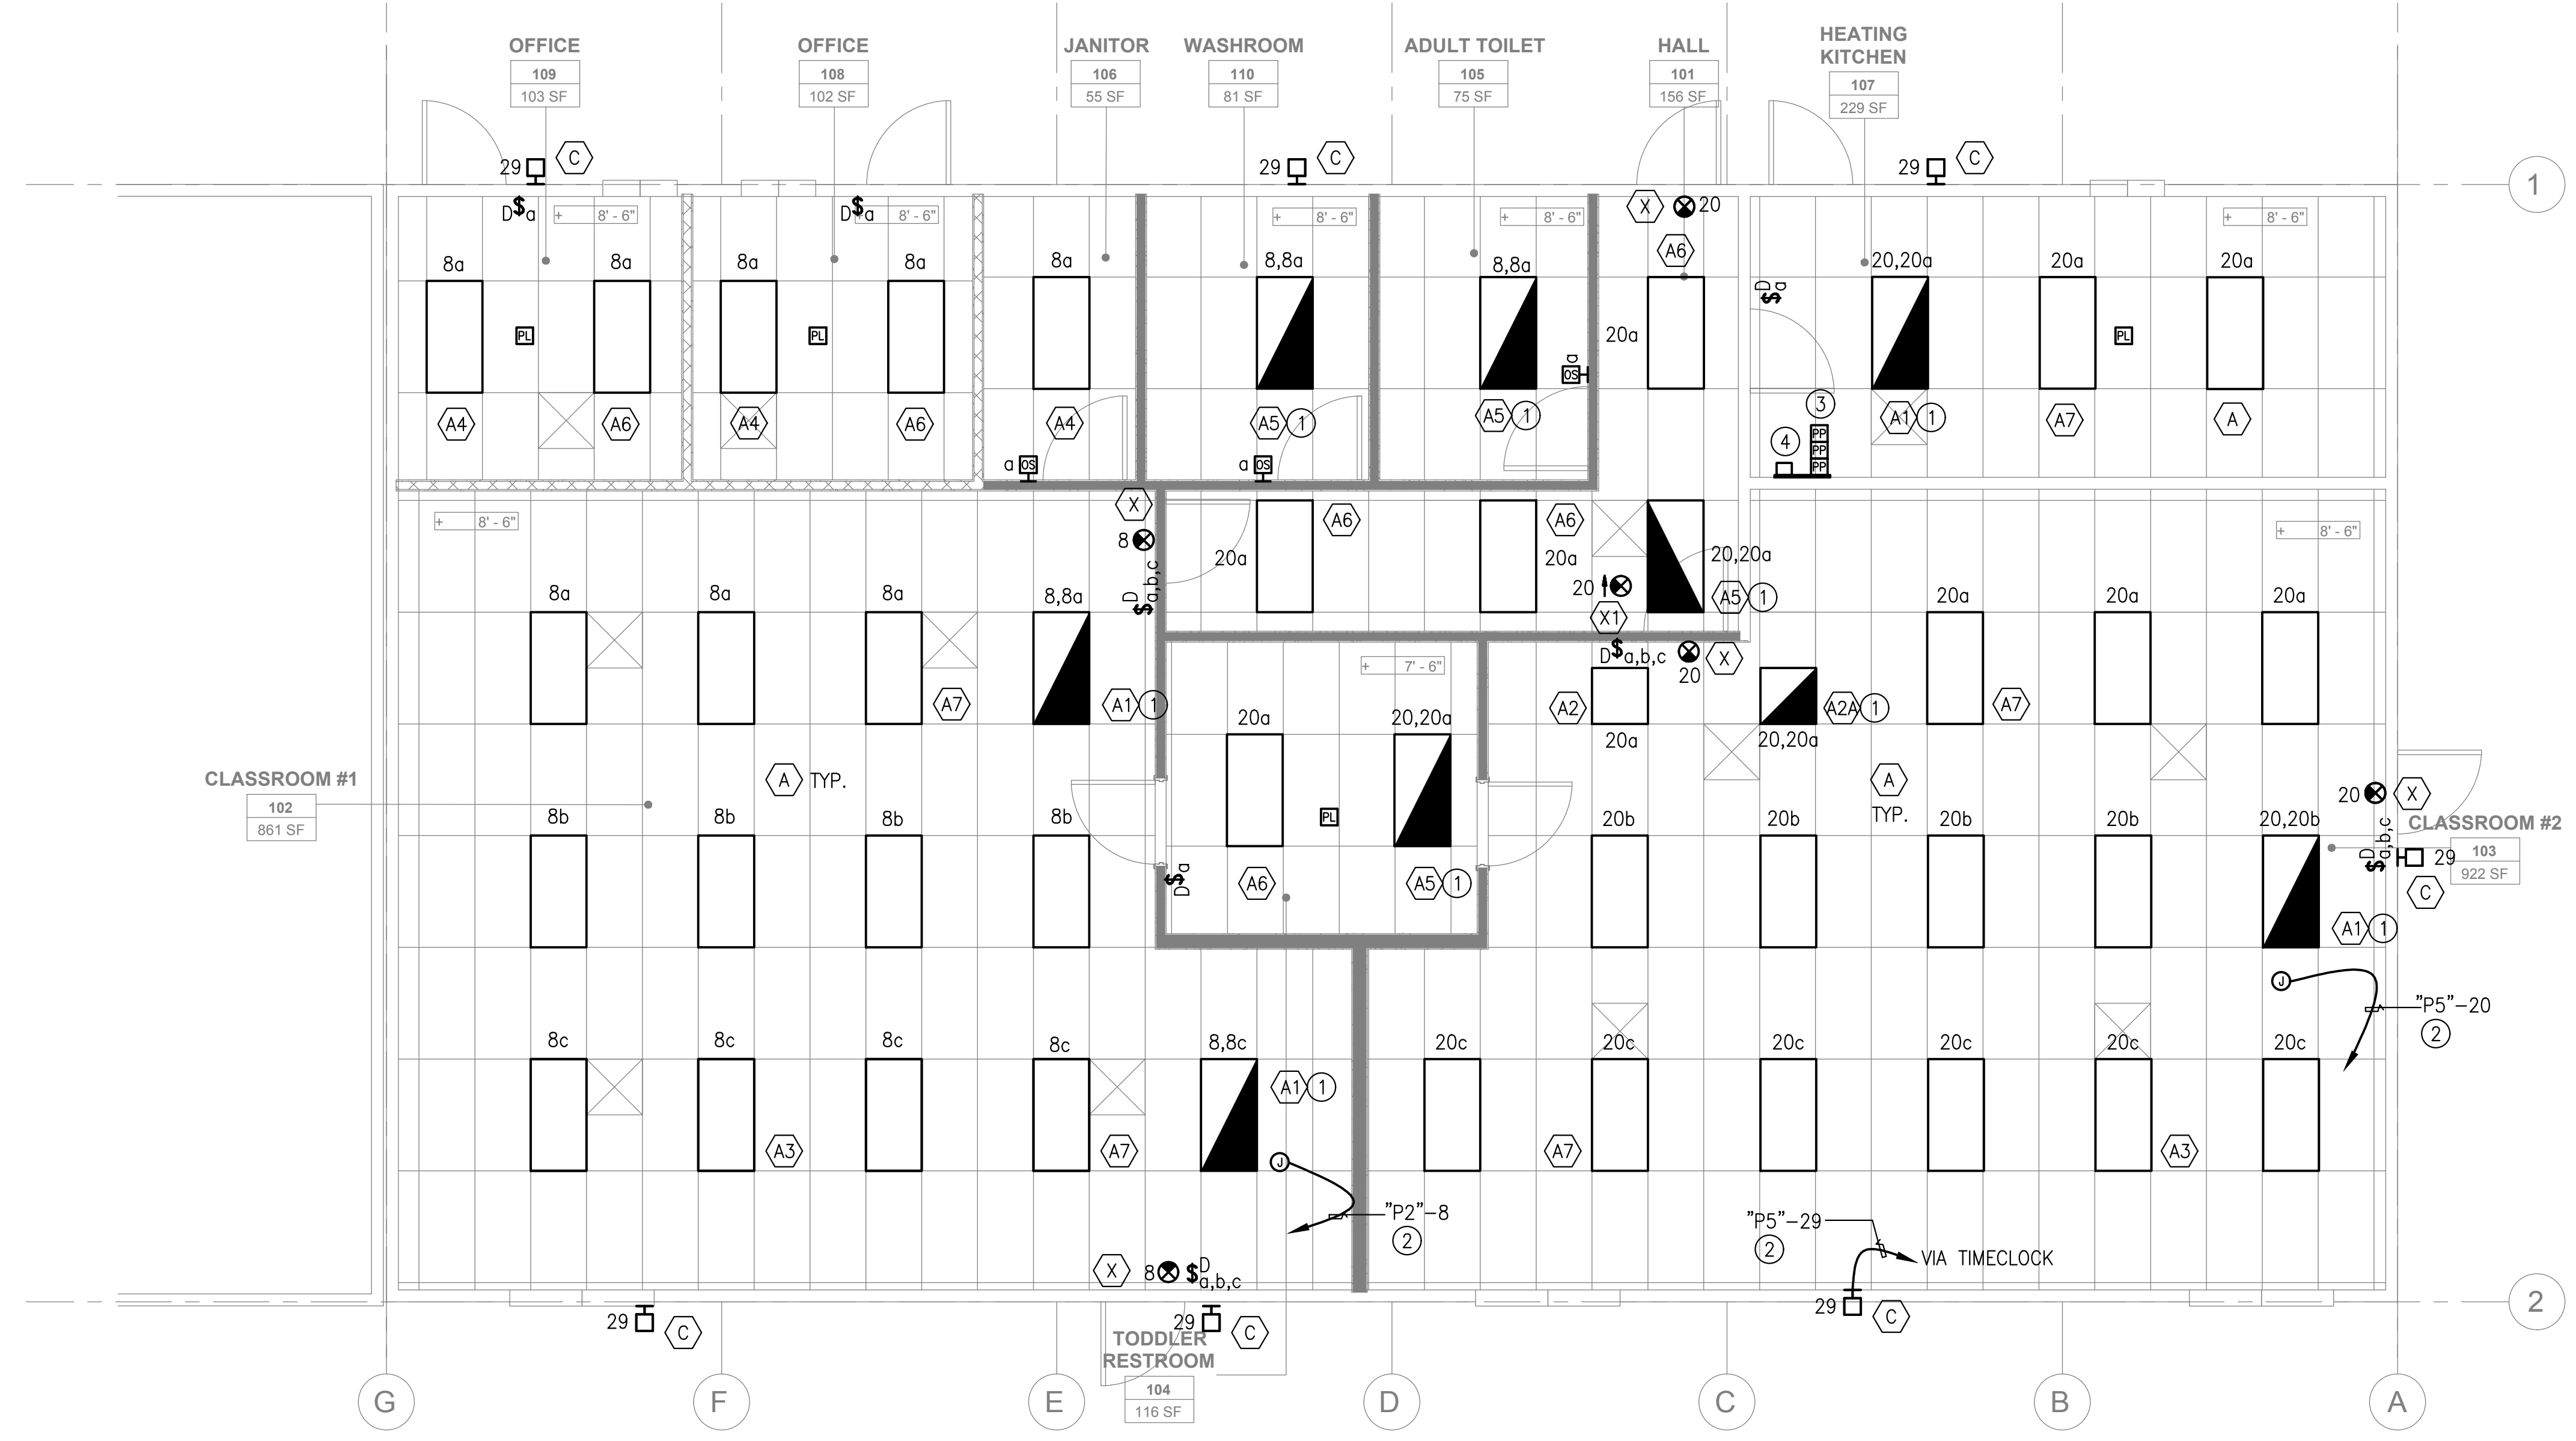 OFFICE
109
103 SF
OFFICE
108
102 SF
JANITOR
106
55 SF
WASHROOM
110
81 SF
ADULT TOILET
105
75 SF
HALL
101
156 SF
HEATING
KITCHEN
107
229 SF
29 C
29 C
29 C
1
D$a
+ 8' - 6"
D$a
+ 8' - 6"
+ 8' - 6"
+ 8' - 6"
X 20
+ 8' - 6"
8a
8a
8a
8a
8a
8,8a
8,8a
A6
20,20a
20a
20a
D
$a
PL
PL
20a
PL
OS a
A4
A6
A4
A6
A4
A5 1
A5 1
3
A1 1
A7
A
4
PP
PP
PP
a OS
a OS
+ 8' - 6"
X
8
A6
20a
A6
20a
20,20a
+ 8' - 6"
D
$a,b,c
20
X1
A5 1
8a
8a
8a
8,8a
20a
20a
20a
D$a,b,c
20
X
+ 7' - 6"
A7
A1 1
A2
20a
A2A 1
20,20a
A7
20a
20,20a
CLASSROOM #1
102
861 SF
A TYP.
A
TYP.
20 X
PL
8b
8b
8b
8b
20b
20b
20b
20b
20,20b
CLASSROOM #2
103
922 SF
D
$a,b,c
29
C
D$a
A6
A5 1
A1 1
J
"P5"-20
2
8c
8c
8c
8c
8,8c
20c
20c
20c
20c
20c
20c
A1 1
A3
A7
A7
A3
J
"P2"-8
2
"P5"-29
2
VIA TIMECLOCK
X 8 $D
a,b,c
29 C
29 C
29 C
2
TODDLER
RESTROOM
104
116 SF
G
F
E
D
C
B
A